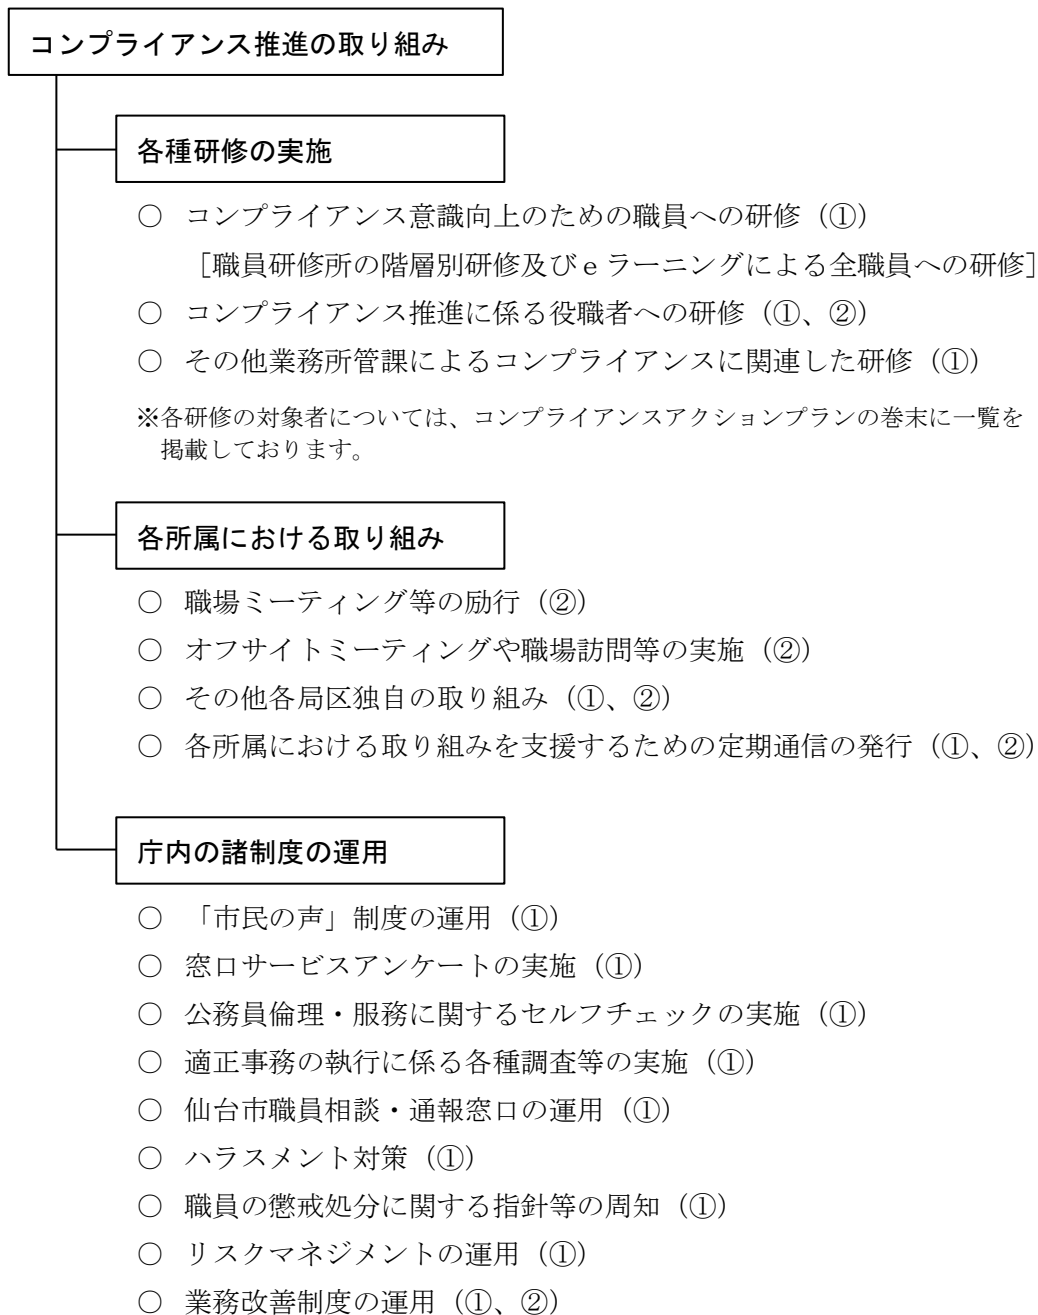 コンプライアンス推進の取り組み
各種研修の実施
○ コンプライアンス意識向上のための職員への研修（①）
［職員研修所の階層別研修及びｅラーニングによる全職員への研修］
○ コンプライアンス推進に係る役職者への研修（①、②）
○ その他業務所管課によるコンプライアンスに関連した研修（①）
※各研修の対象者については、コンプライアンスアクションプランの巻末に一覧を
掲載しております。
各所属における取り組み
○ 職場ミーティング等の励行（②）
○ オフサイトミーティングや職場訪問等の実施（②）
○ その他各局区独自の取り組み（①、②）
○ 各所属における取り組みを支援するための定期通信の発行（①、②）
庁内の諸制度の運用
○ 「市民の声」制度の運用（①）
○ 窓口サービスアンケートの実施（①）
○ 公務員倫理・服務に関するセルフチェックの実施（①）
○ 適正事務の執行に係る各種調査等の実施（①）
○ 仙台市職員相談・通報窓口の運用（①）
○ ハラスメント対策（①）
○ 職員の懲戒処分に関する指針等の周知（①）
○ リスクマネジメントの運用（①）
○ 業務改善制度の運用（①、②）